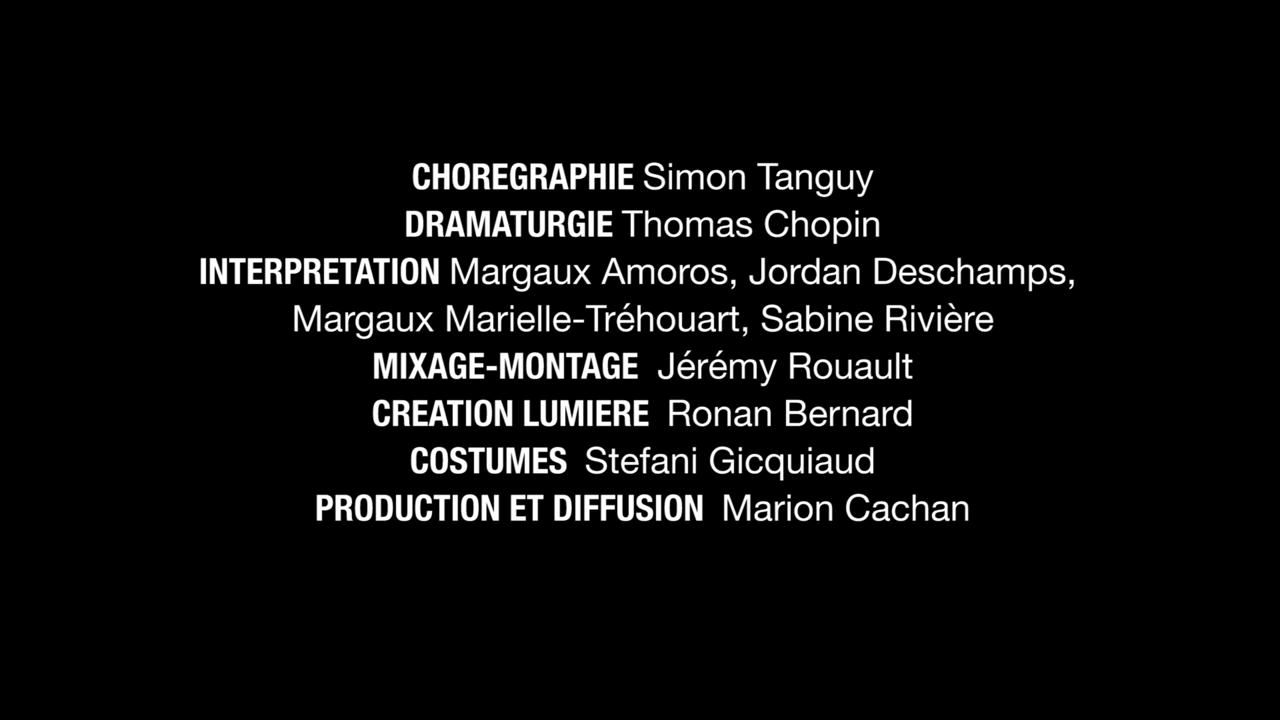 CHOREGRAPHIE Simon Tanguy
DRAMATURGIE Thomas Chopin
INTERPRETATION Margaux Amoros, Jordan Deschamps,
Margaux Marielle-Tréhouart, Sabine Rivière
MIXAGE-MONTAGE Jérémy Rouault
CREATION LUMIERE Ronan Bernard
COSTUMES Stefani Gicquiaud
PRODUCTION ET DIFFUSION Marion Cachan